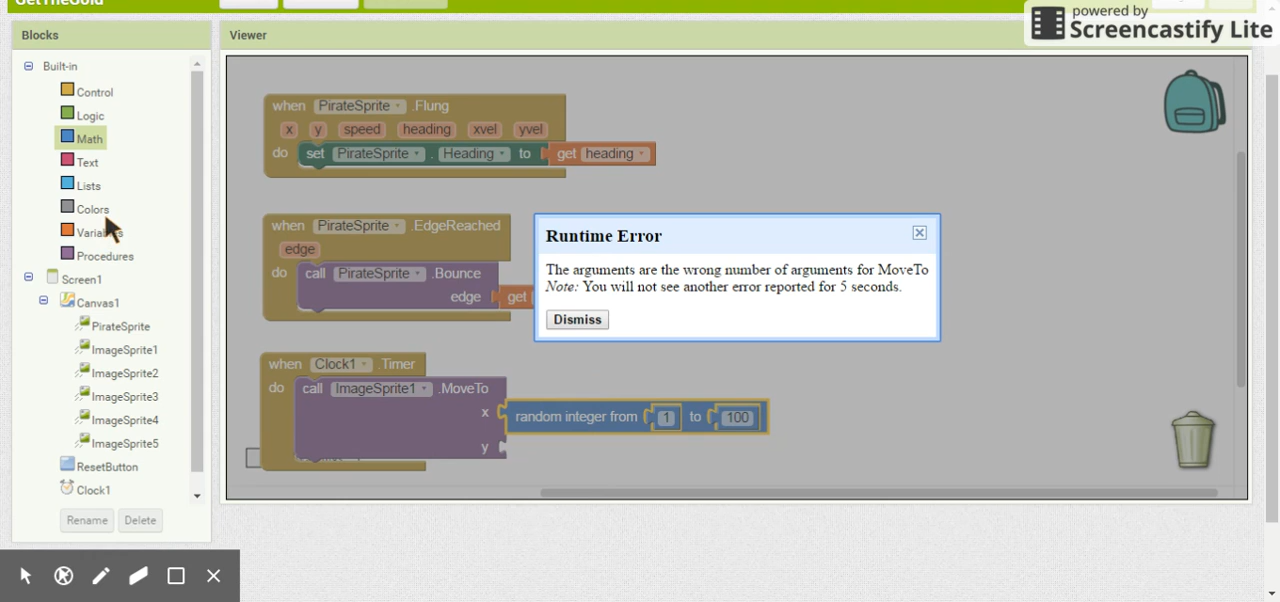 GetTheGold
powered by
Screencastify Lite
Blocks
Viewer
Built-in
Control
Logic
Math
Text
Lists
Colors
Procedures
Screen1
Canvas1
PirateSprite
ImageSprite1
ImageSprite2
ImageSprite3
ImageSprite4
ImageSprite5
ResetButton
Clock1
Rename Delete
when PirateSprite .Flung
x y speed heading xvel yvel
do set PirateSprite . Heading to get heading
when PirateSprite .EdgeReached
edge
do call PirateSprite .Bounce
edge get
when Clock1 .Timer
do call ImageSprite1 .MoveTo
x random integer from 1 to 100
y
Runtime Error
The arguments are the wrong number of arguments for MoveTo
Note: You will not see another error reported for 5 seconds.
Dismiss